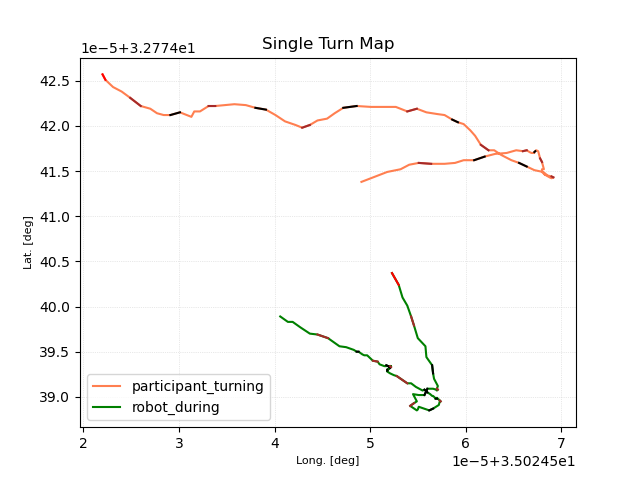 Single Turn Map
1e−5+3.2774e1
42.5
42.0
41.5
41.0
40.5
40.0
39.5
39.0
Lat. [deg]
participant_turning
robot_during
2 3 4 5 6 7
Long. [deg]
1e−5+3.50245e1